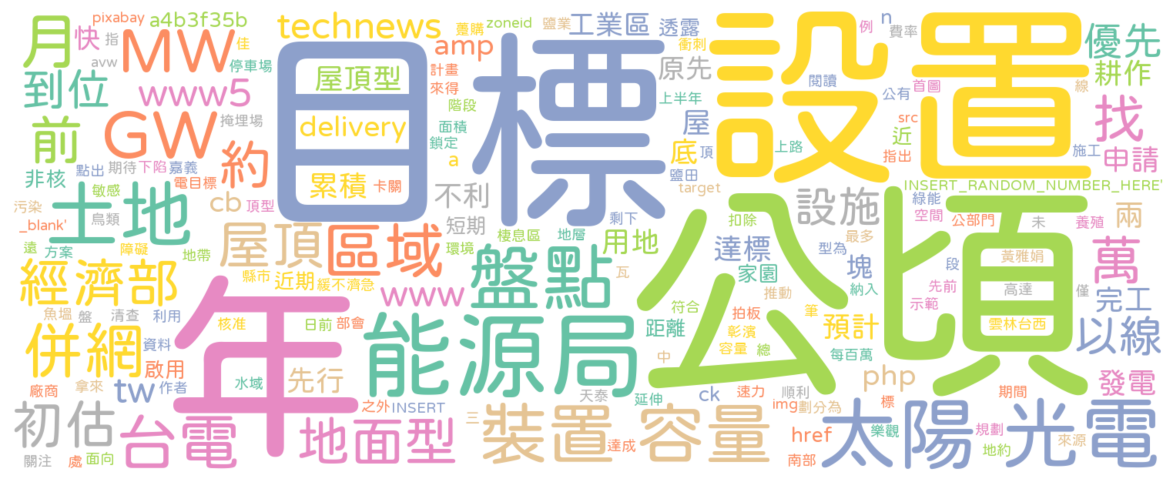 pixabay
a4b3f35b
technews
躉購
zoneid
鹽業
工業區
透露
衝刺
例
n
費率
優先
月
快
指
佳
avw
MW
停車場
屋頂型
計畫
amp
原先
來得
閱讀
公有
首圖
線
耕作
到位
www5
掩埋場
目標
設置
階段
上半年
屋
近
src
找
前
GW
delivery
面積
鎖定
a
底
頂
上路
指出
施工
申請
非核
點出
期待
下陷
嘉義
約
累積
卡關
不利
鹽田
target
INSERT_RANDOM_NUMBER_HERE'
敏感
電目標
污染
鳥類
_blank'
土地
cb
頂型
短期
剩下
設施
綠能
空間
公部門
未
養殖
兩
遠
方案
障礙
地帶
屋頂
區域
環境
棲息區
地層
用地
扣除
達標
型為
最多
段
黃雅娟
萬
經濟部
縣市
近期
緩不濟急
www
盤點
瓦
家園
推動
塊
納入
先前
僅
高達
完工
魚塭
盤
清查
利用
核准
日前
部會
年
能源局
符合
拍板
筆
公頃
示範
雲林台西
以線
併網
資料
啟用
距離
彰濱
容量
總
預計
每百萬
廠商
拿來
tw
作者
水域
先行
中
天泰
延伸
ck
速力
順利
php
期間
發電
初估
台電
之外
INSERT
地面型
三
裝置
達成
容量
img
劃分為
標
href
樂觀
規劃
來源
太陽
光電
關注
處
面向
南部
地約